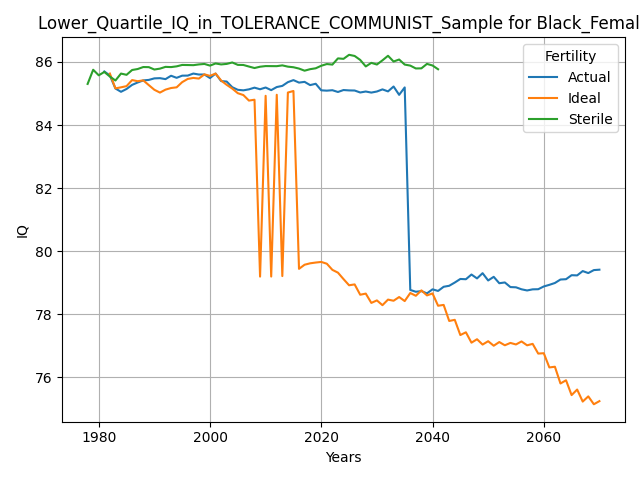 Lower_Quartile_IQ_in_TOLERANCE_COMMUNIST_Sample for Black_Femal
Fertility
Actual
Ideal
Sterile
86
84
82
80
78
76
IQ
1980
2000
2020
2040
2060
Years